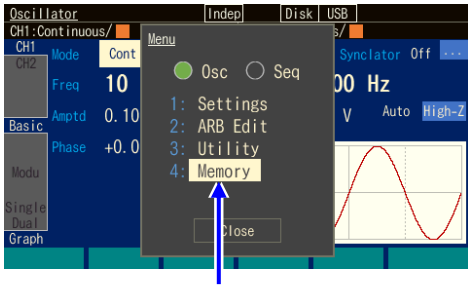 Oscillator Indep Disk USB
CH1:Continuous/ s/
CH1
CH2
Mode Cont Synclator Off ...
Freq 10 00 Hz
Amptd 0.10 V Auto High-Z
Basic
Phase +0.0
Modu
Single
Dual
Graph
Menu
Osc Seq
1: Settings
2: ARB Edit
3: Utility
4: Memory
Close